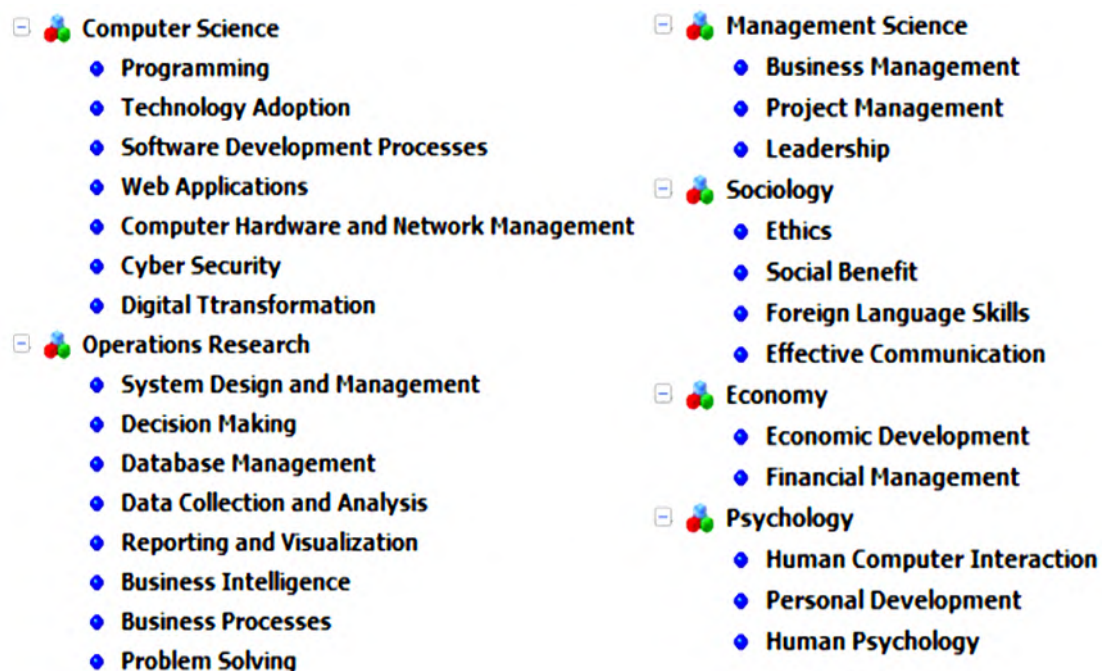 Computer Science
Programming
Technology Adoption
Software Development Processes
Web Applications
Computer Hardware and Network Management
Cyber Security
Digital Ttransformation
Operations Research
System Design and Management
Decision Making
Database Management
Data Collection and Analysis
Reporting and Visualization
Business Intelligence
Business Processes
Problem Solving
Management Science
Business Management
Project Management
Leadership
Sociology
Ethics
Social Benefit
Foreign Language Skills
Effective Communication
Economy
Economic Development
Financial Management
Psychology
Human Computer Interaction
Personal Development
Human Psychology